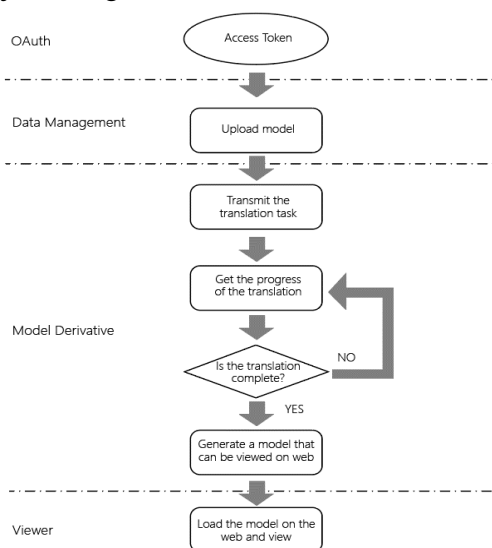 OAuth
Access Token
Data Management
Upload model
Transmit the
translation task
Get the progress
of the translation
Model Derivative
Is the translation
complete?
NO
YES
Generate a model that
can be viewed on web
Viewer
Load the model on the
web and view